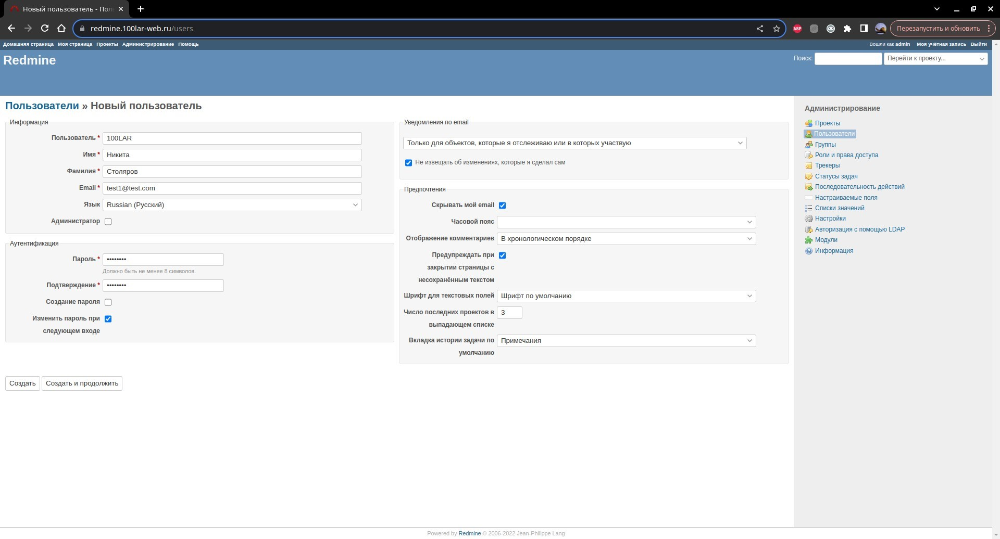 Новый пользователь - Пол
redmine.100lar-web.ru/users
ABP
Перезапустить и обновить
Домашняя страница Моя страница Проекты Администрирование Помощь
Вошли как admin Моя учётная запись Выйти
Redmine
Поиск:
Перейти к проекту...
Пользователи » Новый пользователь
Информация
Пользователь * 100LAR
Имя * Никита
Фамилия * Столяров
Email * test1@test.com
Язык Russian (Русский)
Администратор
Аутентификация
Пароль * ••••••••
Должно быть не менее 8 символов.
Подтверждение * ••••••••
Создание пароля
Изменить пароль при
следующем входе
Создать Создать и продолжить
Уведомления по email
Только для объектов, которые я отслеживаю или в которых участвую
Не извещать об изменениях, которые я сделал сам
Предпочтения
Скрывать мой email
Часовой пояс
Отображение комментариев В хронологическом порядке
Предупреждать при
закрытии страницы с
несохранённым текстом
Шрифт для текстовых полей Шрифт по умолчанию
Число последних проектов в 3
выпадающем списке
Вкладка истории задачи по Примечания
умолчанию
Администрирование
Проекты
Пользователи
Группы
Роли и права доступа
Трекеры
Статусы задач
Последовательность действий
Настраиваемые поля
Списки значений
Настройки
Авторизация с помощью LDAP
Модули
Информация
Powered by Redmine © 2006-2022 Jean-Philippe Lang